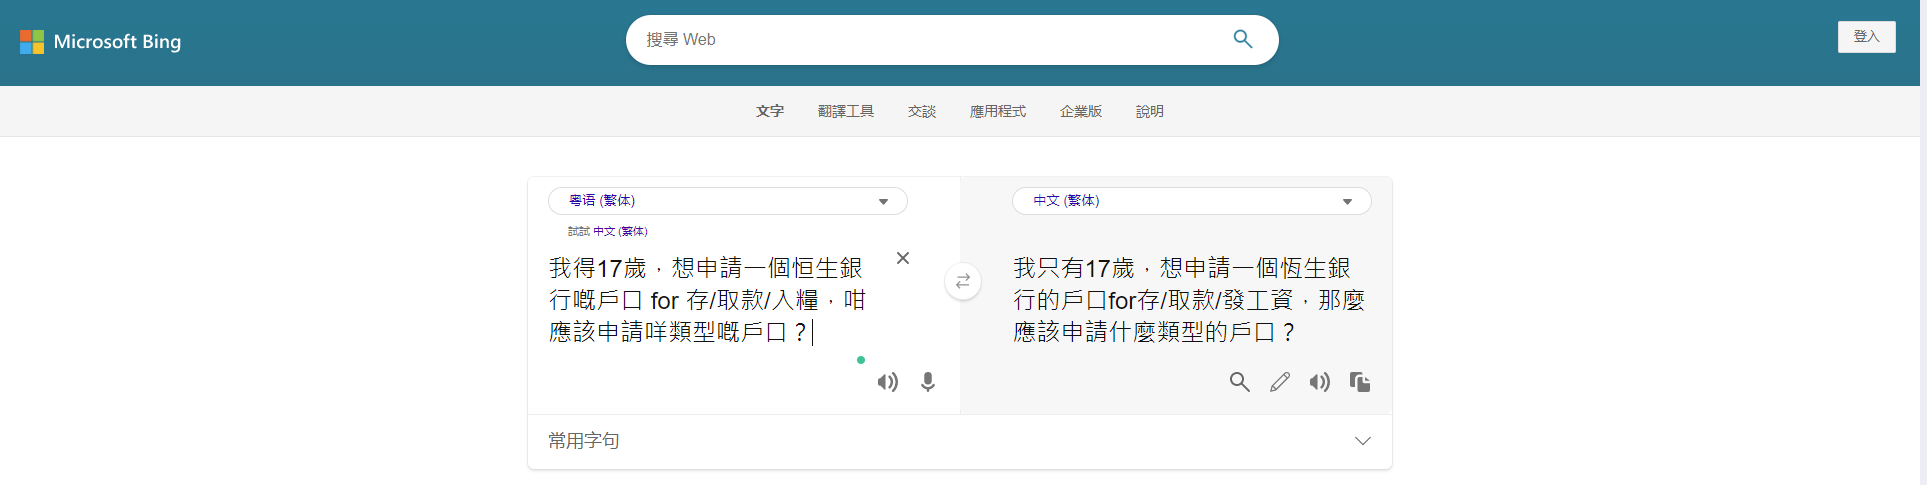 Microsoft Bing
搜尋 Web
登入
文字 翻譯工具 交談 應用程式 企業版 說明
粵语 (繁体)
試試 中文 (繁体)
我得17歲，想申請一個恒生銀
行嘅戶口 for 存/取款/入糧，咁
應該申請咩類型嘅戶口？
中文 (繁体)
我只有17歲，想申請一個恆生銀
行的戶口for存/取款/發工資，那麼
應該申請什麼類型的戶口？
常用字句